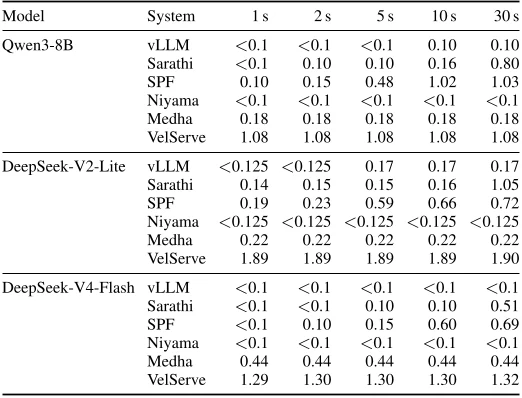 Model System 1 s 2 s 5 s 10 s 30 s
Qwen3-8B vLLM <0.1 <0.1 <0.1 0.10 0.10
Sarathi <0.1 0.10 0.10 0.16 0.80
SPF 0.10 0.15 0.48 1.02 1.03
Niyama <0.1 <0.1 <0.1 <0.1 <0.1
Medha 0.18 0.18 0.18 0.18 0.18
VelServe 1.08 1.08 1.08 1.08 1.08
DeepSeek-V2-Lite vLLM <0.125 <0.125 0.17 0.17 0.17
Sarathi 0.14 0.15 0.15 0.16 1.05
SPF 0.19 0.23 0.59 0.66 0.72
Niyama <0.125 <0.125 <0.125 <0.125 <0.125
Medha 0.22 0.22 0.22 0.22 0.22
VelServe 1.89 1.89 1.89 1.89 1.90
DeepSeek-V4-Flash vLLM <0.1 <0.1 <0.1 <0.1 <0.1
Sarathi <0.1 <0.1 0.10 0.10 0.51
SPF <0.1 0.10 0.15 0.60 0.69
Niyama <0.1 <0.1 <0.1 <0.1 <0.1
Medha 0.44 0.44 0.44 0.44 0.44
VelServe 1.29 1.30 1.30 1.30 1.32